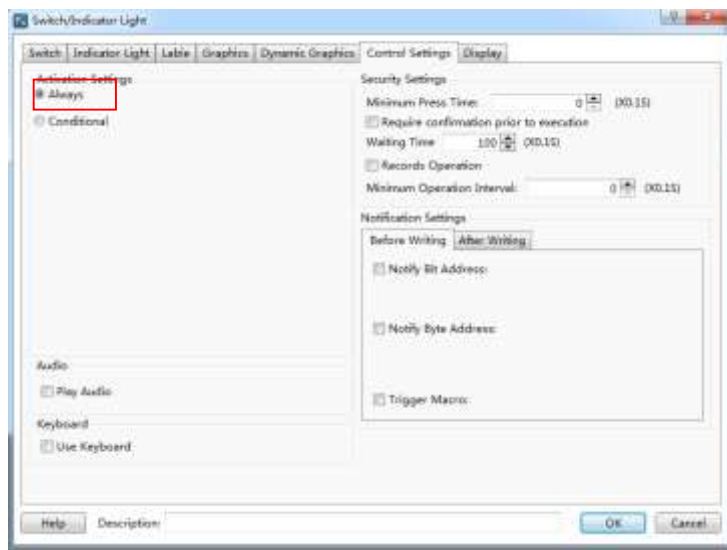 Switch/Indicator Light
Switch Indicator Light Lable Graphics Dynamic Graphics Control Settings Display
Activation Settings
Always
Conditional
Audio
Play Audio
Keyboard
Use Keyboard
Security Settings
Minimum Press Time: 0 (X0.1S)
Require confirmation prior to execution
Waiting Time 100 (X0.1S)
Records Operation
Minimum Operation Interval: 0 (X0.1S)
Notification Settings
Before Writing After Writing
Notify Bit Address:
Notify Byte Address:
Trigger Macro:
Help Description: OK Cancel